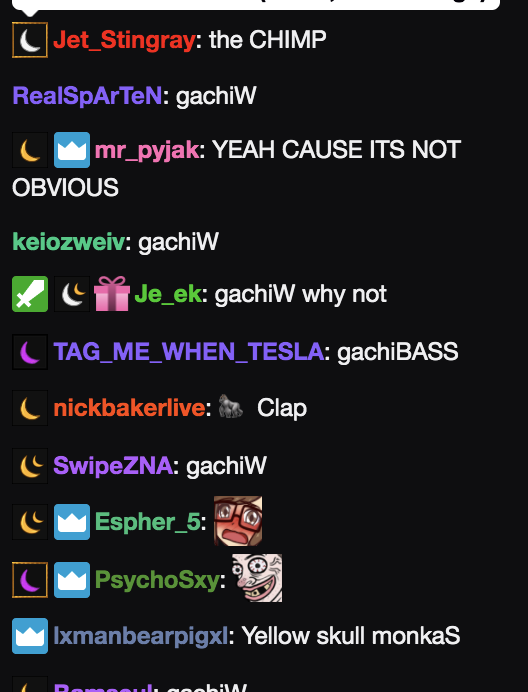 Jet_Stingray: the CHIMP
RealSpArTeN: gachiW
mr_pyjak: YEAH CAUSE ITS NOT
OBVIOUS
keiozweiv: gachiW
Je_ek: gachiW why not
TAG_ME_WHEN_TESLA: gachiBASS
nickbakerlive: 🦍 Clap
SwipeZNA: gachiW
Espher_5:
PsychoSxy:
lxmanbearpigxl: Yellow skull monkaS